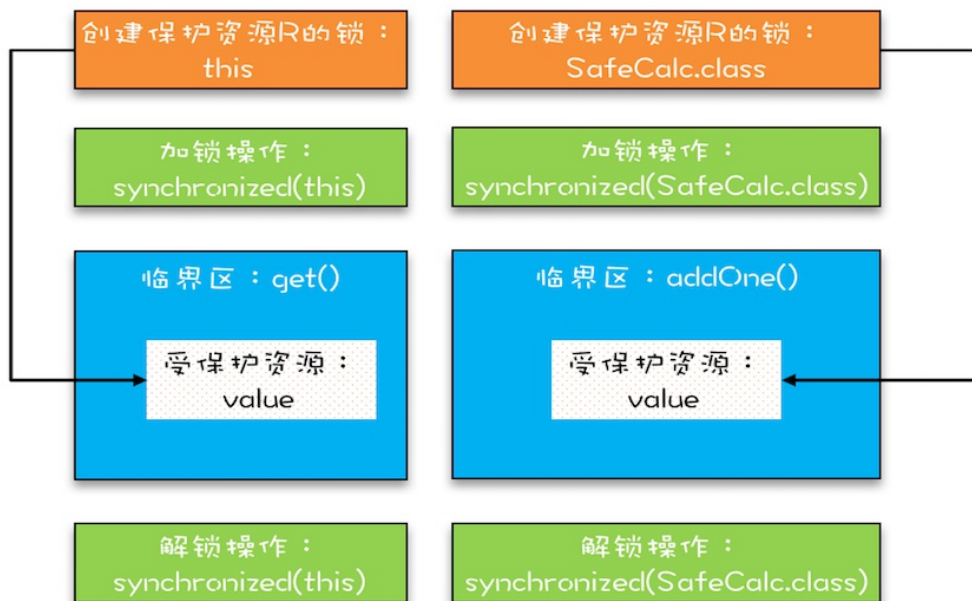 创建保护资源R的锁：
this
创建保护资源R的锁：
SafeCalc.class
加锁操作：
synchronized(this)
加锁操作：
synchronized(SafeCalc.class)
临界区：get()
受保护资源：
value
临界区：addOne()
受保护资源：
value
解锁操作：
synchronized(this)
解锁操作：
synchronized(SafeCalc.class)